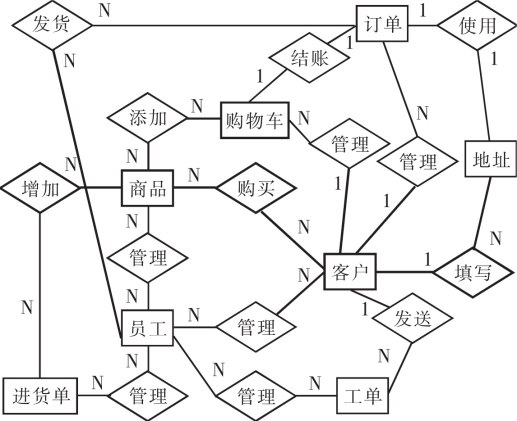 发货 N 订单 1 使用
N 结账 1 1
1
添加 N 购物车 N N
管理 管理 地址
N N
增加 商品 N 购买 1 1
N N N
管理 N 客户 1 填写
N N N
员工 N 管理 1 发送
N N N
进货单 N 管理 管理 N 工单